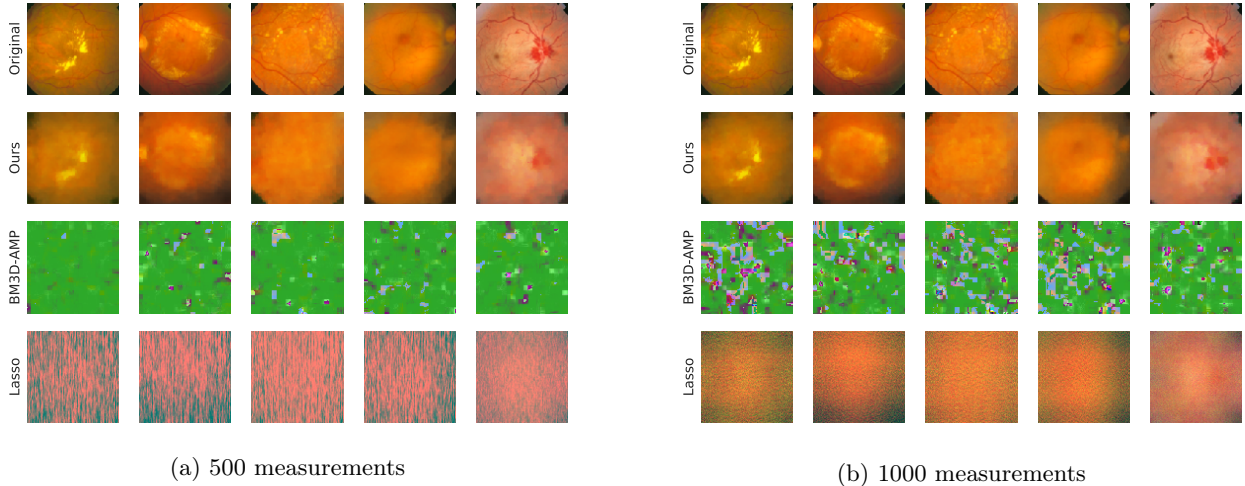 Original
Ours
BM3D-AMP
Lasso
(a) 500 measurements
Original
Ours
BM3D-AMP
Lasso
(b) 1000 measurements